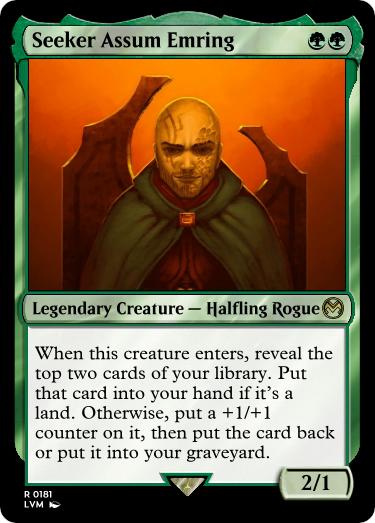 Seeker Assum Emring
Legendary Creature — Halfling Rogue
When this creature enters, reveal the
top two cards of your library. Put
that card into your hand if it's a
land. Otherwise, put a +1/+1
counter on it, then put the card back
or put it into your graveyard.
2/1
R 0181
LVM